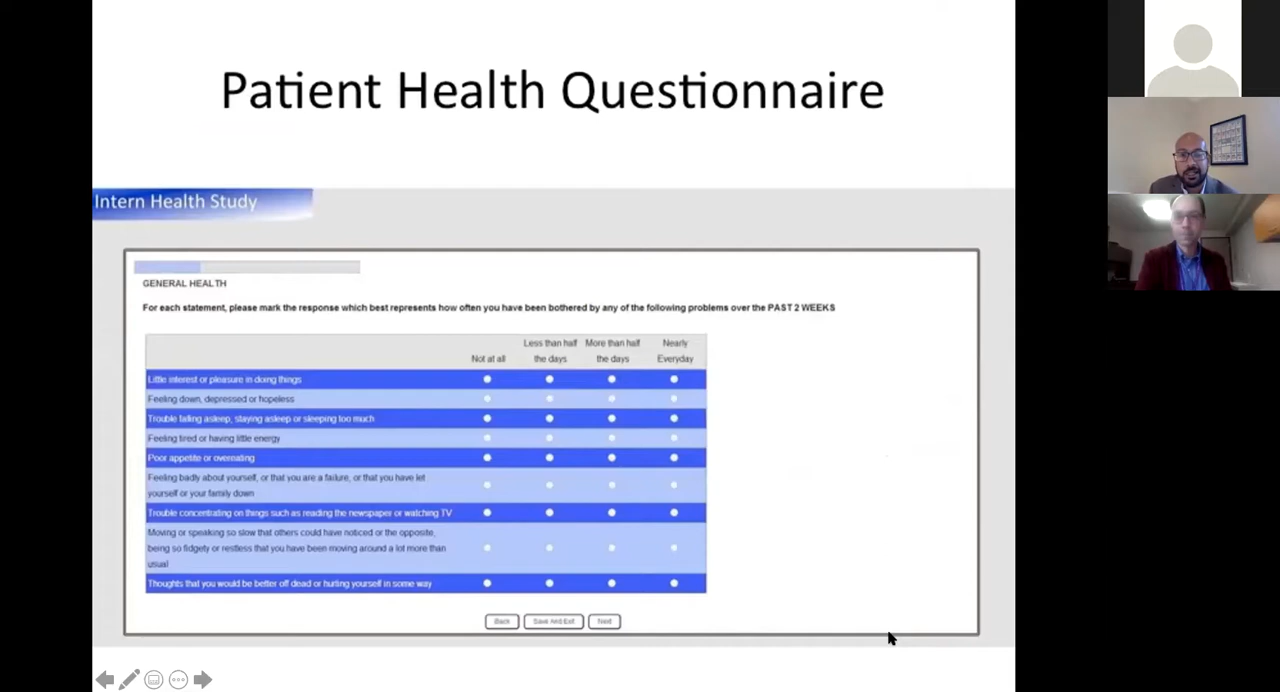 Patient Health Questionnaire
Intern Health Study
GENERAL HEALTH
For each statement, please mark the response which best represents how often you have been bothered by any of the following problems over the PAST 2 WEEKS
Not at all
Less than half
the days
More than half
the days
Nearly
Everyday
Little interest or pleasure in doing things
Feeling down, depressed or hopeless
Trouble falling asleep, staying asleep or sleeping too much
Feeling tired or having little energy
Poor appetite or overeating
Feeling badly about yourself, or that you are a failure, or that you have let
yourself or your family down
Trouble concentrating on things such as reading the newspaper or watching TV
Moving or speaking so slow that others could have noticed or the opposite,
being so fidgety or restless that you have been moving around a lot more than
usual
Thoughts that you would be better off dead or hurting yourself in some way
Back
Save And Exit
Next